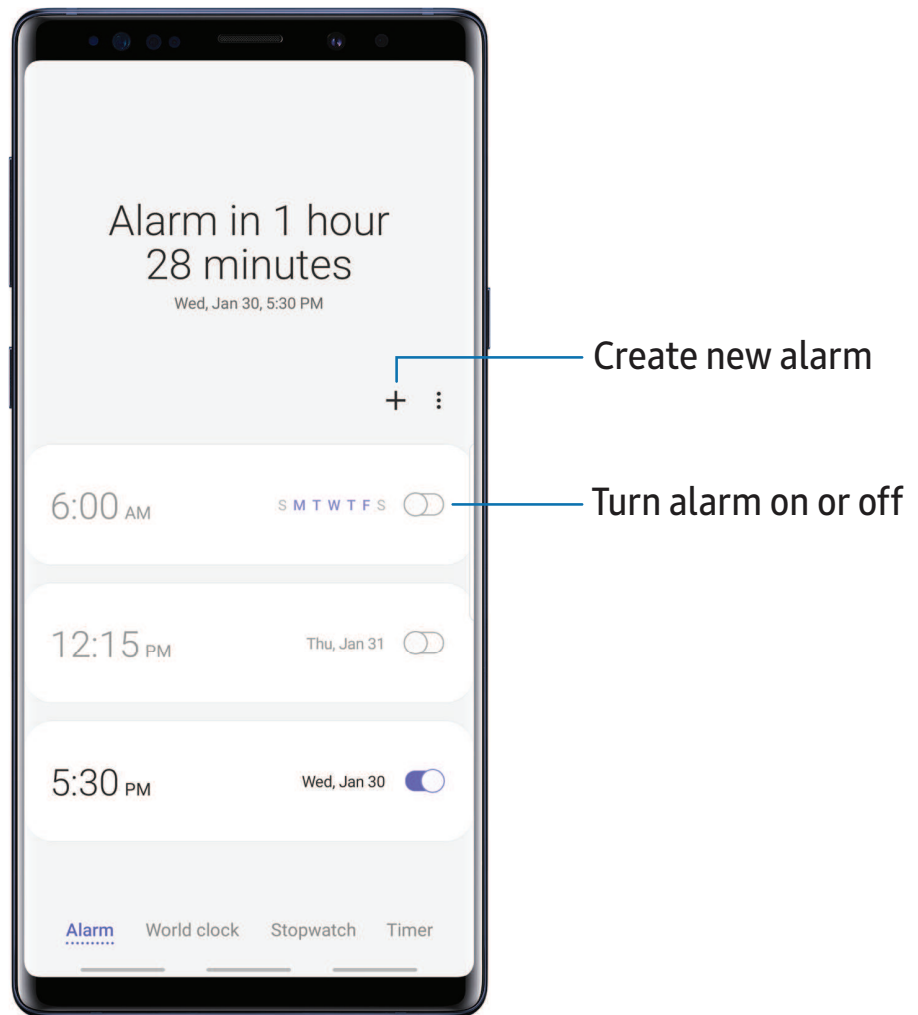 Alarm in 1 hour
28 minutes
Wed, Jan 30, 5:30 PM
Create new alarm
6:00 AM S M T W T F S
Turn alarm on or off
12:15 PM Thu, Jan 31
5:30 PM Wed, Jan 30
Alarm World clock Stopwatch Timer